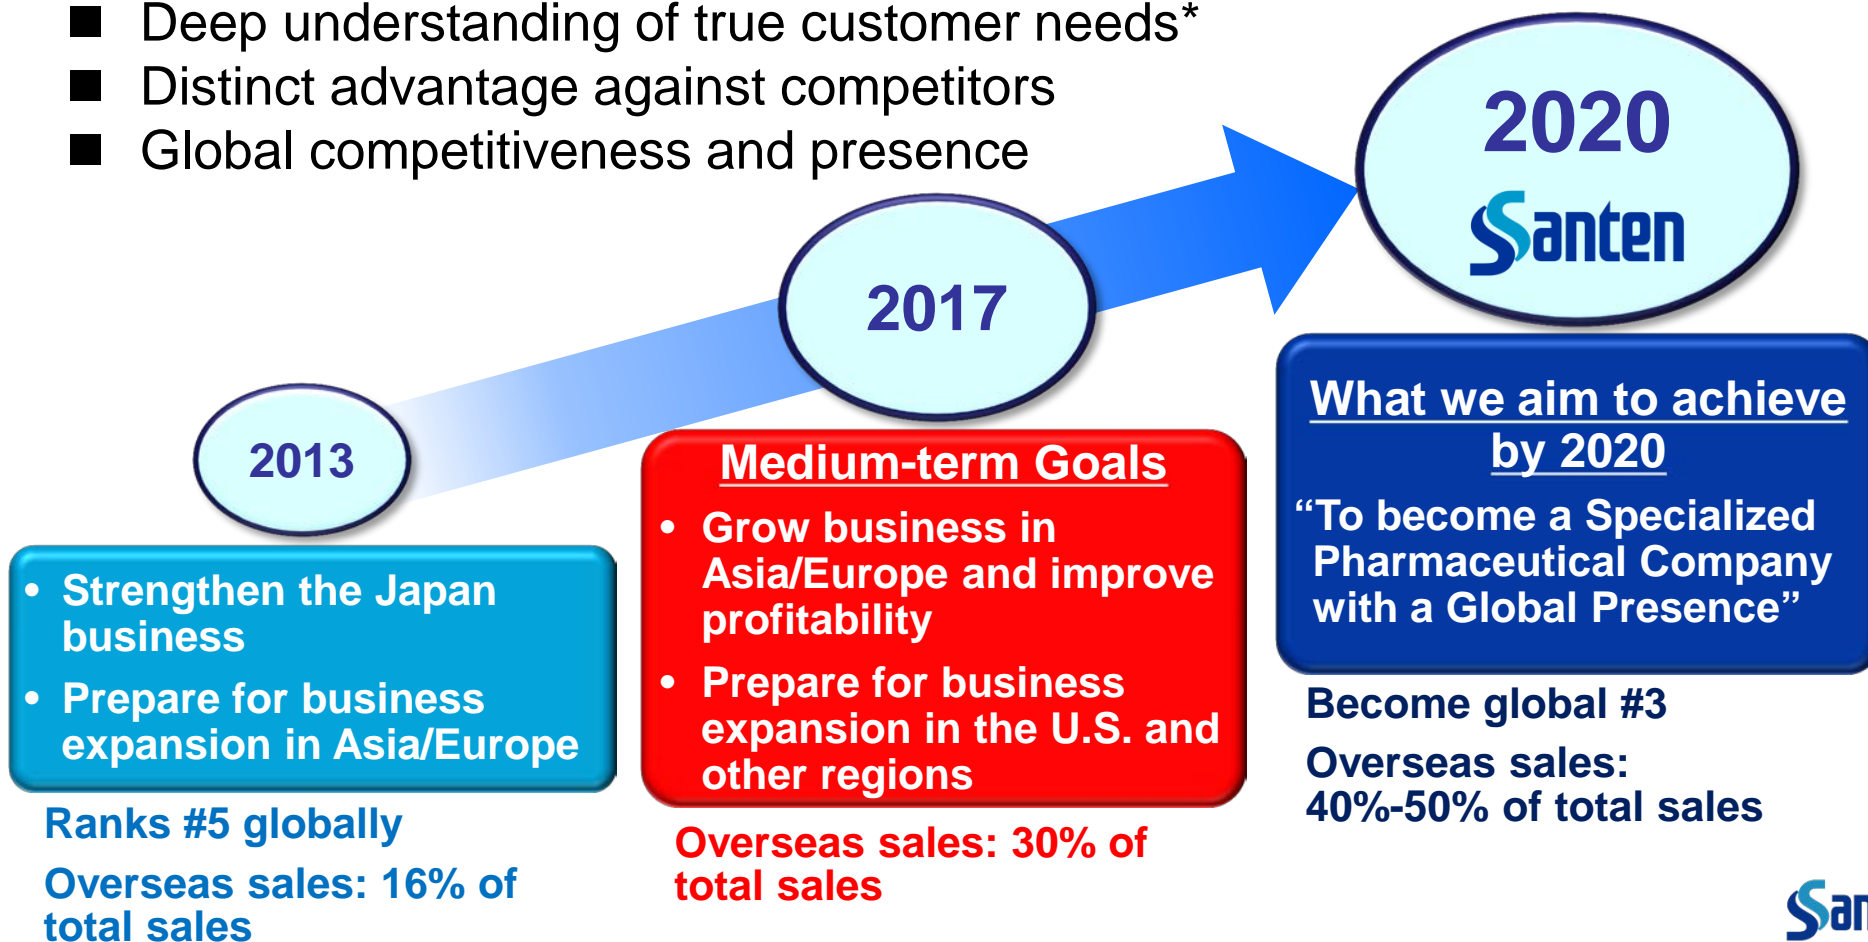 ■ Deep understanding of true customer needs*
■ Distinct advantage against competitors
■ Global competitiveness and presence
2020
Santen
2017
2013
• Strengthen the Japan
business
• Prepare for business
expansion in Asia/Europe
Ranks #5 globally
Overseas sales: 16% of
total sales
Medium-term Goals
• Grow business in
Asia/Europe and improve
profitability
• Prepare for business
expansion in the U.S. and
other regions
Overseas sales: 30% of
total sales
What we aim to achieve
by 2020
“To become a Specialized
Pharmaceutical Company
with a Global Presence”
Become global #3
Overseas sales:
40%-50% of total sales